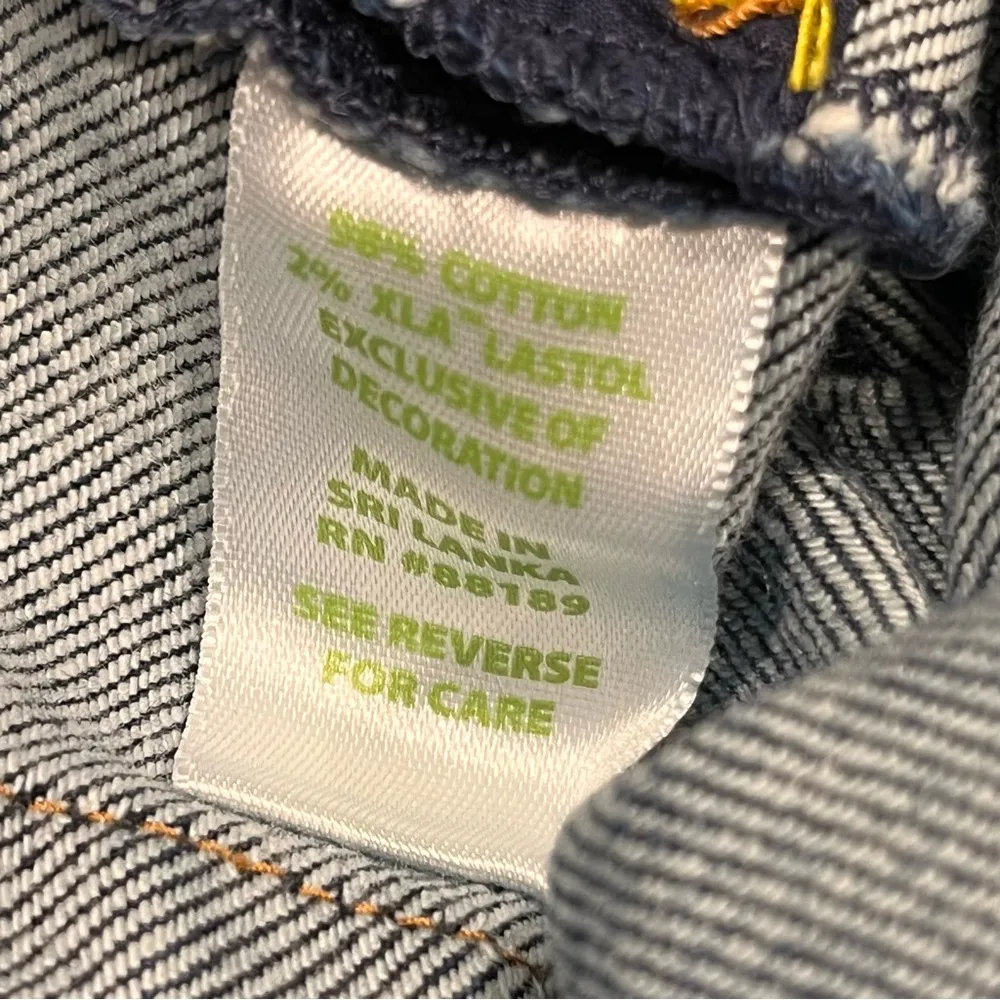 98% COTTON
2% XLA™ LASTOL
EXCLUSIVE OF
DECORATION
MADE IN
SRI LANKA
RN #88189
SEE REVERSE
FOR CARE